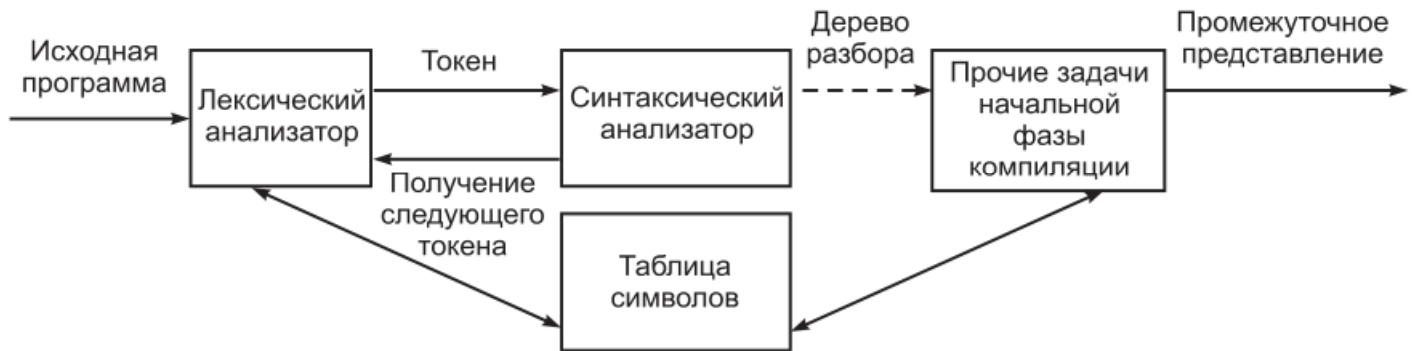 Исходная
программа
Лексический
анализатор
Токен
Получение
следующего
токена
Синтаксический
анализатор
Таблица
символов
Дерево
разбора
Прочие задачи
начальной
фазы
компиляции
Промежуточное
представление